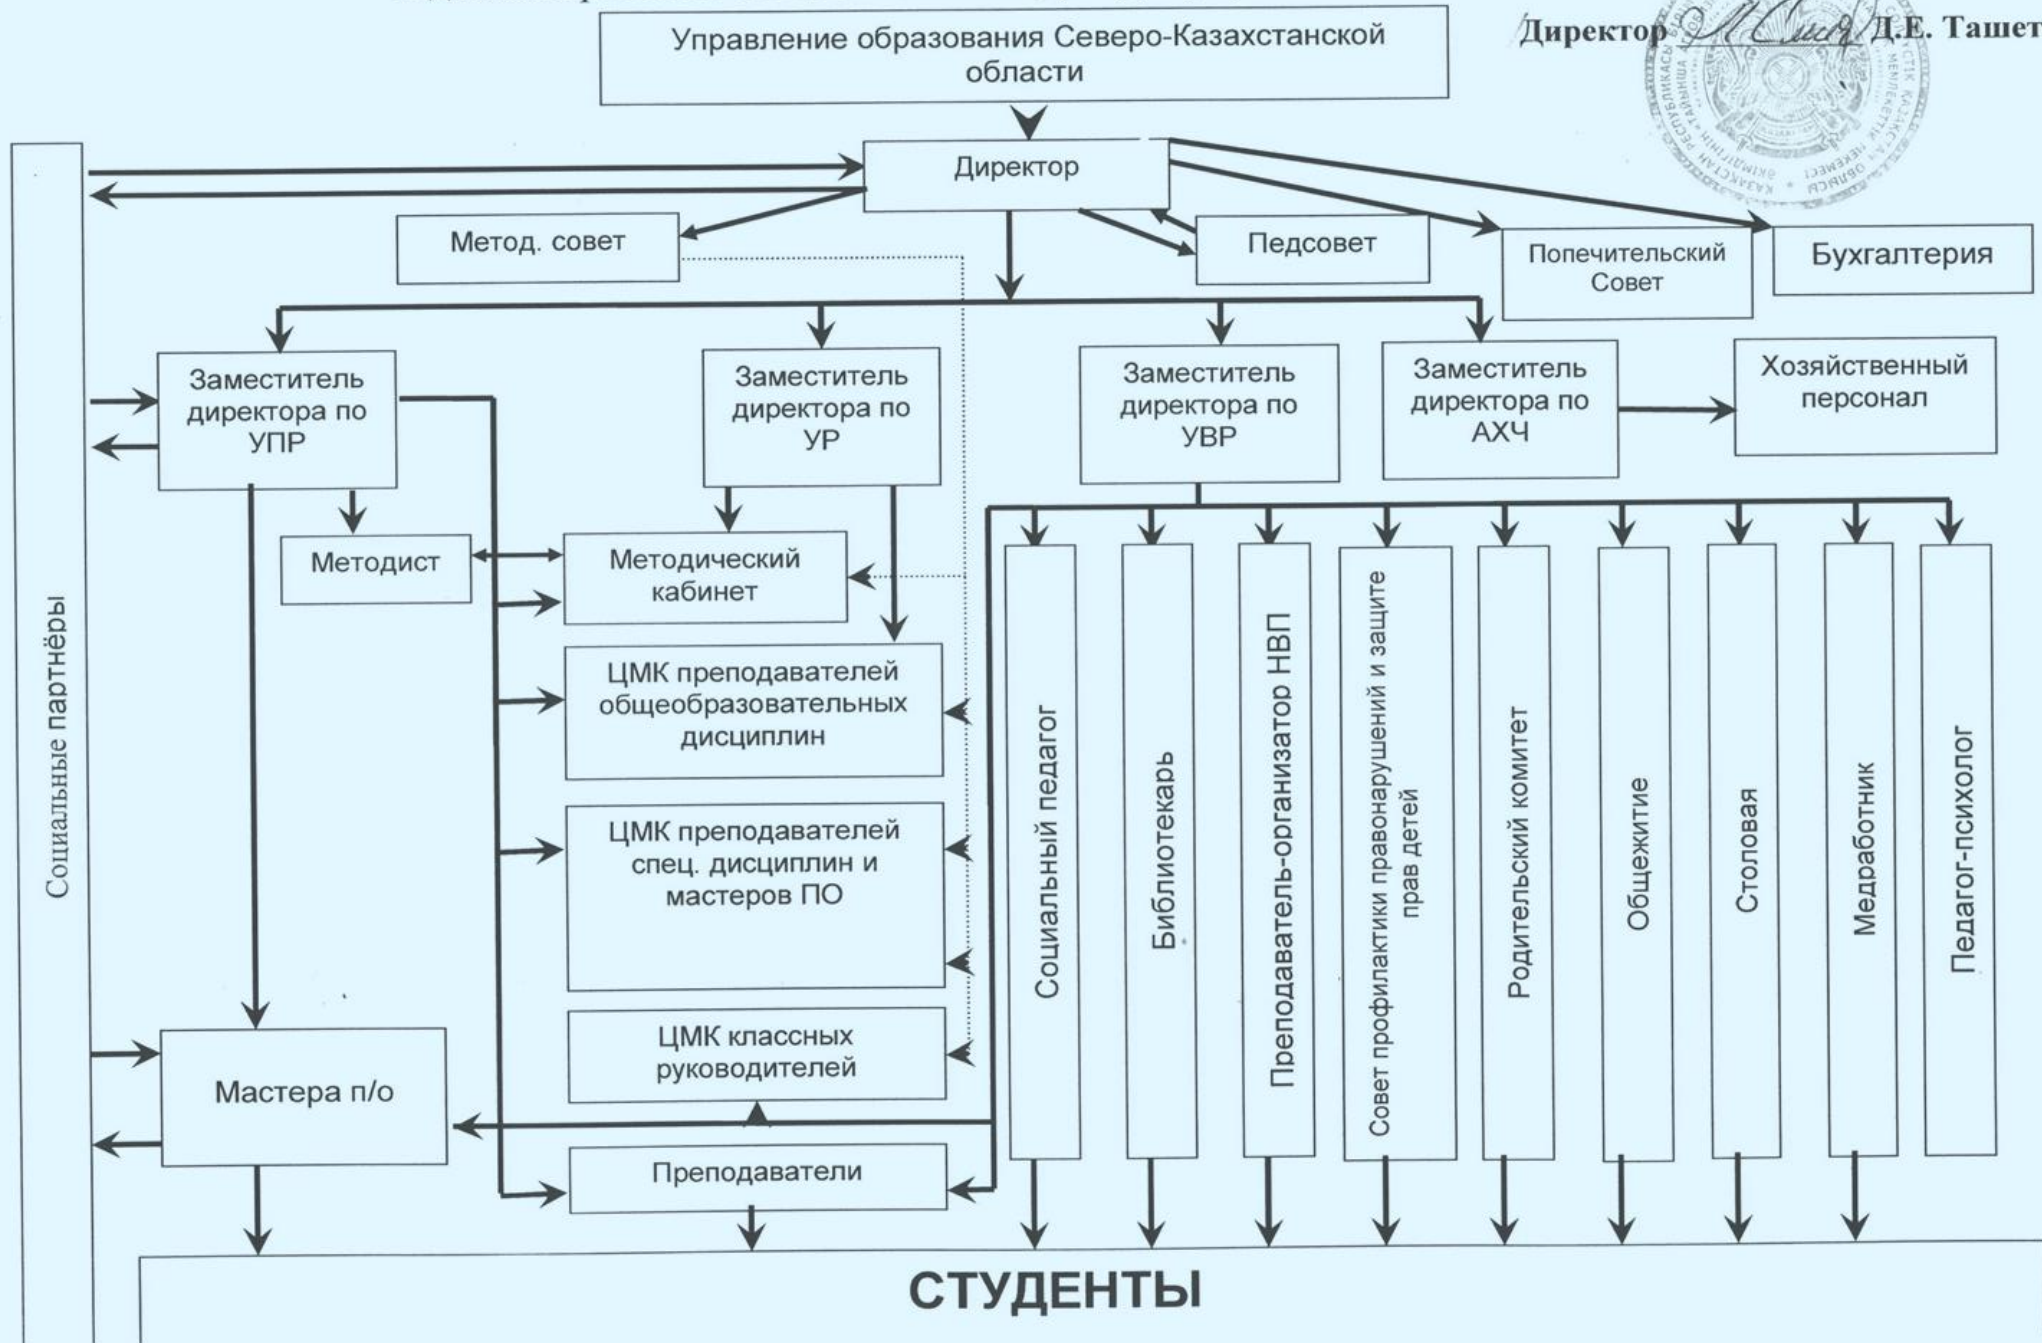 Управление образования Северо-Казахстанской
области
Директор
Д.Е. Ташет
Директор
Метод. совет
Педсовет
Попечительский
Совет
Бухгалтерия
Заместитель
директора по
УПР
Заместитель
директора по
УР
Заместитель
директора по
УВР
Заместитель
директора по
АХЧ
Хозяйственный
персонал
Методист
Методический
кабинет
ЦМК преподавателей
общеобразовательных
дисциплин
ЦМК преподавателей
спец. дисциплин и
мастеров ПО
ЦМК классных
руководителей
Мастера п/о
Преподаватели
Социальные партнёры
Социальный педагог
Библиотекарь
Преподаватель-организатор НВП
Совет профилактики правонарушений и защите
прав детей
Родительский комитет
Общежитие
Столовая
Медработник
Педагог-психолог
СТУДЕНТЫ